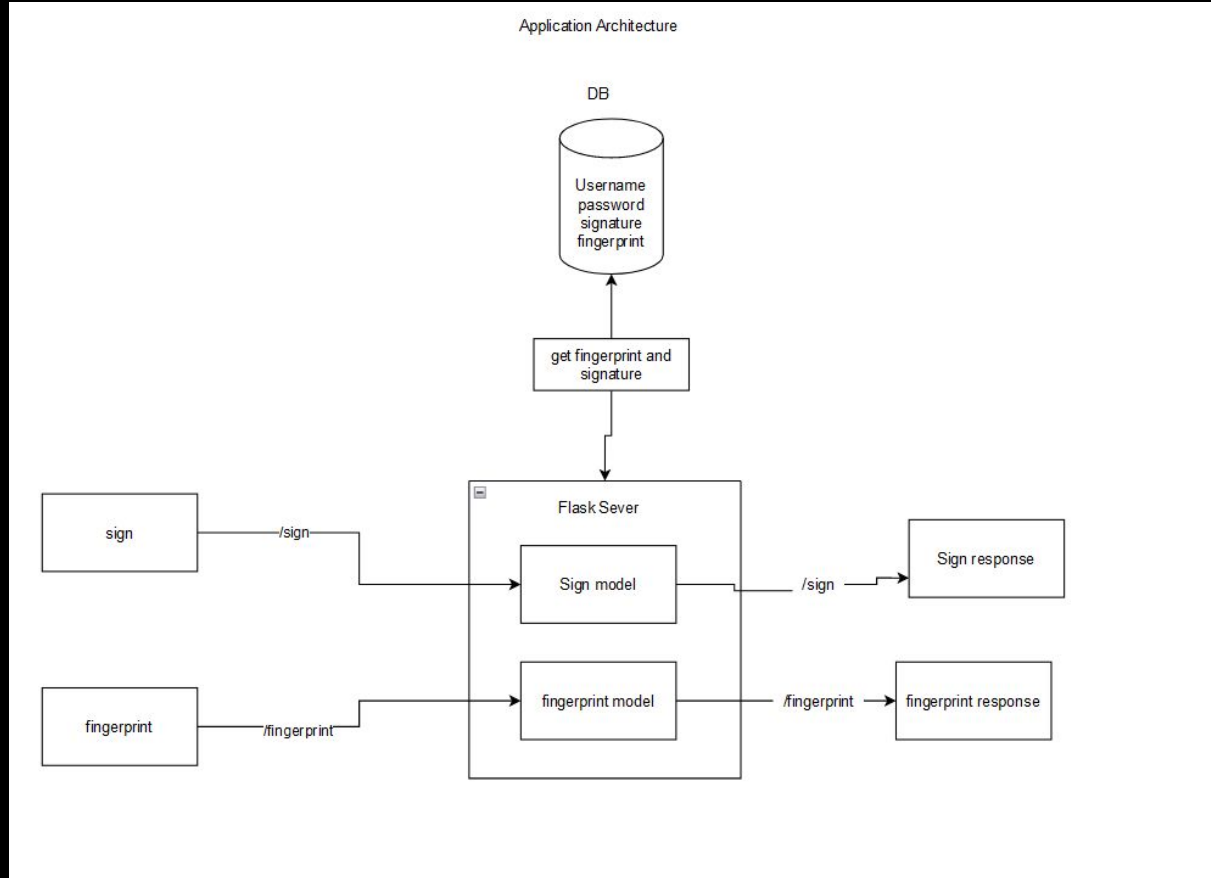 Application Architecture
DB
Username
password
signature
fingerprint
get fingerprint and
signature
Flask Sever
sign
/sign
Sign model
/sign
Sign response
fingerprint
/fingerprint
fingerprint model
/fingerprint
fingerprint response